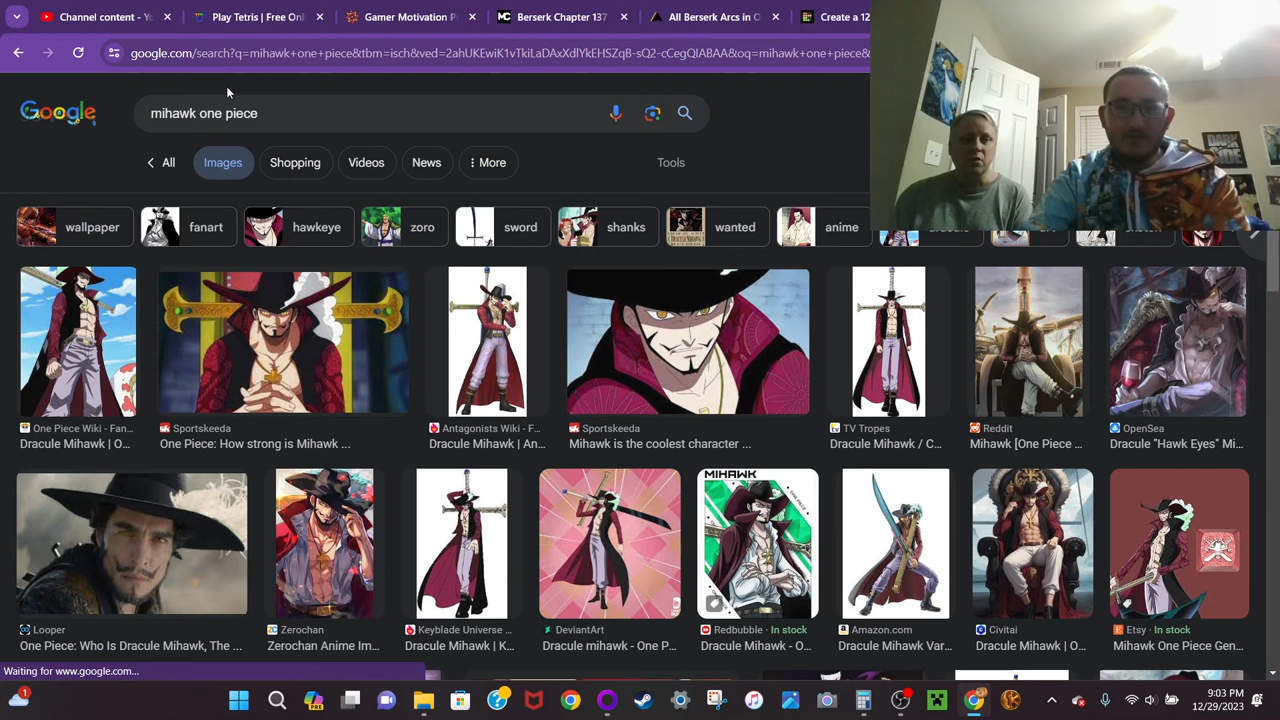 Channel content - Yo
Play Tetris | Free Onl
Gamer Motivation Pr
MC Berserk Chapter 137
All Berserk Arcs in O
Create a 12
google.com/search?q=mihawk+one+piece&tbm=isch&ved=2ahUKEwiK1vTkiLaDAxXdlYkEHSZqB-sQ2-cCegQIABAA&oq=mihawk+one+piece&
Google
mihawk one piece
All
Images
Shopping
Videos
News
More
Tools
wallpaper
fanart
hawkeye
zoro
sword
shanks
wanted
anime
DARK
SIDE
One Piece Wiki - Fan...
Dracule Mihawk | O...
Sportskeeda
One Piece: How strong is Mihawk ...
Antagonists Wiki - F...
Dracule Mihawk | An...
Sportskeeda
Mihawk is the coolest character ...
TV Tropes
Dracule Mihawk / C...
Reddit
Mihawk [One Piece ...
OpenSea
Dracule "Hawk Eyes" Mi...
MIHAWK
Looper
One Piece: Who Is Dracule Mihawk, The ...
Zerochan
Zerochan Anime Im...
Keyblade Universe ...
Dracule Mihawk | K...
DeviantArt
Dracule mihawk - One P...
Redbubble · In stock
Dracule Mihawk - O...
Amazon.com
Dracule Mihawk Var...
Civitai
Dracule Mihawk | O...
Etsy · In stock
Mihawk One Piece Gen...
Waiting for www.google.com...
1
PRE
9:03 PM
12/29/2023